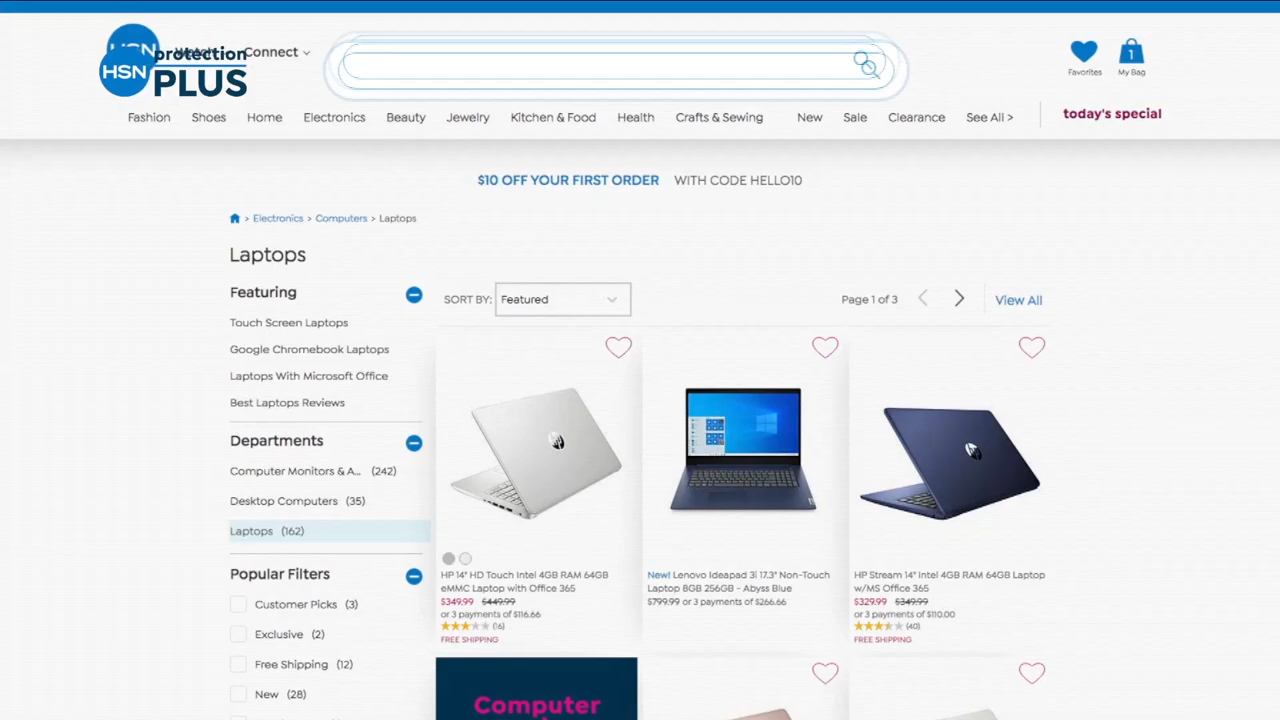 HSN
HSN
protection
PLUS
Watch
Connect
Favorites
1
My Bag
Fashion
Shoes
Home
Electronics
Beauty
Jewelry
Kitchen & Food
Health
Crafts & Sewing
New
Sale
Clearance
See All >
today's special
$10 OFF YOUR FIRST ORDER WITH CODE HELLO10
> Electronics > Computers > Laptops
Laptops
Featuring
Touch Screen Laptops
Google Chromebook Laptops
Laptops With Microsoft Office
Best Laptops Reviews
Departments
Computer Monitors & A... (242)
Desktop Computers (35)
Laptops (162)
Popular Filters
Customer Picks (3)
Exclusive (2)
Free Shipping (12)
New (28)
SORT BY: Featured
Page 1 of 3
View All
HP 14" HD Touch Intel 4GB RAM 64GB
eMMC Laptop with Office 365
$349.99 $449.99
or 3 payments of $116.66
(16)
FREE SHIPPING
New! Lenovo Ideapad 3i 17.3" Non-Touch
Laptop 8GB 256GB - Abyss Blue
$799.99 or 3 payments of $266.66
HP Stream 14" Intel 4GB RAM 64GB Laptop
w/MS Office 365
$329.99 $349.99
or 3 payments of $110.00
(40)
FREE SHIPPING
Computer